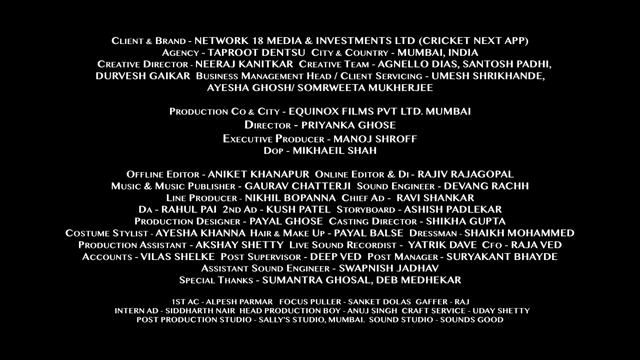 CLIENT & BRAND - NETWORK 18 MEDIA & INVESTMENTS LTD (CRICKET NEXT APP)
AGENCY - TAPROOT DENTSU CITY & COUNTRY - MUMBAI, INDIA
CREATIVE DIRECTOR - NEERAJ KANITKAR CREATIVE TEAM - AGNELLO DIAS, SANTOSH PADHI,
DURVESH GAIKAR BUSINESS MANAGEMENT HEAD / CLIENT SERVICING - UMESH SHRIKHANDE,
AYESHA GHOSH/ SOMRWEETA MUKHERJEE
PRODUCTION CO & CITY - EQUINOX FILMS PVT LTD. MUMBAI
DIRECTOR - PRIYANKA GHOSE
EXECUTIVE PRODUCER - MANOJ SHROFF
DOP - MIKHAEIL SHAH
OFFLINE EDITOR - ANIKET KHANAPUR ONLINE EDITOR & DI - RAJIV RAJAGOPAL
MUSIC & MUSIC PUBLISHER - GAURAV CHATTERJI SOUND ENGINEER - DEVANG RACHH
LINE PRODUCER - NIKHIL BOPANNA CHIEF AD - RAVI SHANKAR
DA - RAHUL PAI 2ND AD - KUSH PATEL STORYBOARD - ASHISH PADLEKAR
PRODUCTION DESIGNER - PAYAL GHOSE CASTING DIRECTOR - SHIKHA GUPTA
COSTUME STYLIST - AYESHA KHANNA HAIR & MAKE UP - PAYAL BALSE DRESSMAN - SHAIKH MOHAMMED
PRODUCTION ASSISTANT - AKSHAY SHETTY LIVE SOUND RECORDIST - YATRIK DAVE CFO - RAJA VED
ACCOUNTS - VILAS SHELKE POST SUPERVISOR - DEEP VED POST MANAGER - SURYAKANT BHAYDE
ASSISTANT SOUND ENGINEER - SWAPNISH JADHAV
SPECIAL THANKS - SUMANTRA GHOSAL, DEB MEDHEKAR
1ST AC - ALPESH PARMAR FOCUS PULLER - SANKET DOLAS GAFFER - RAJ
INTERN AD - SIDDHARTH NAIR HEAD PRODUCTION BOY - ANUJ SINGH CRAFT SERVICE - UDAY SHETTY
POST PRODUCTION STUDIO - SALLY'S STUDIO, MUMBAI. SOUND STUDIO - SOUNDS GOOD